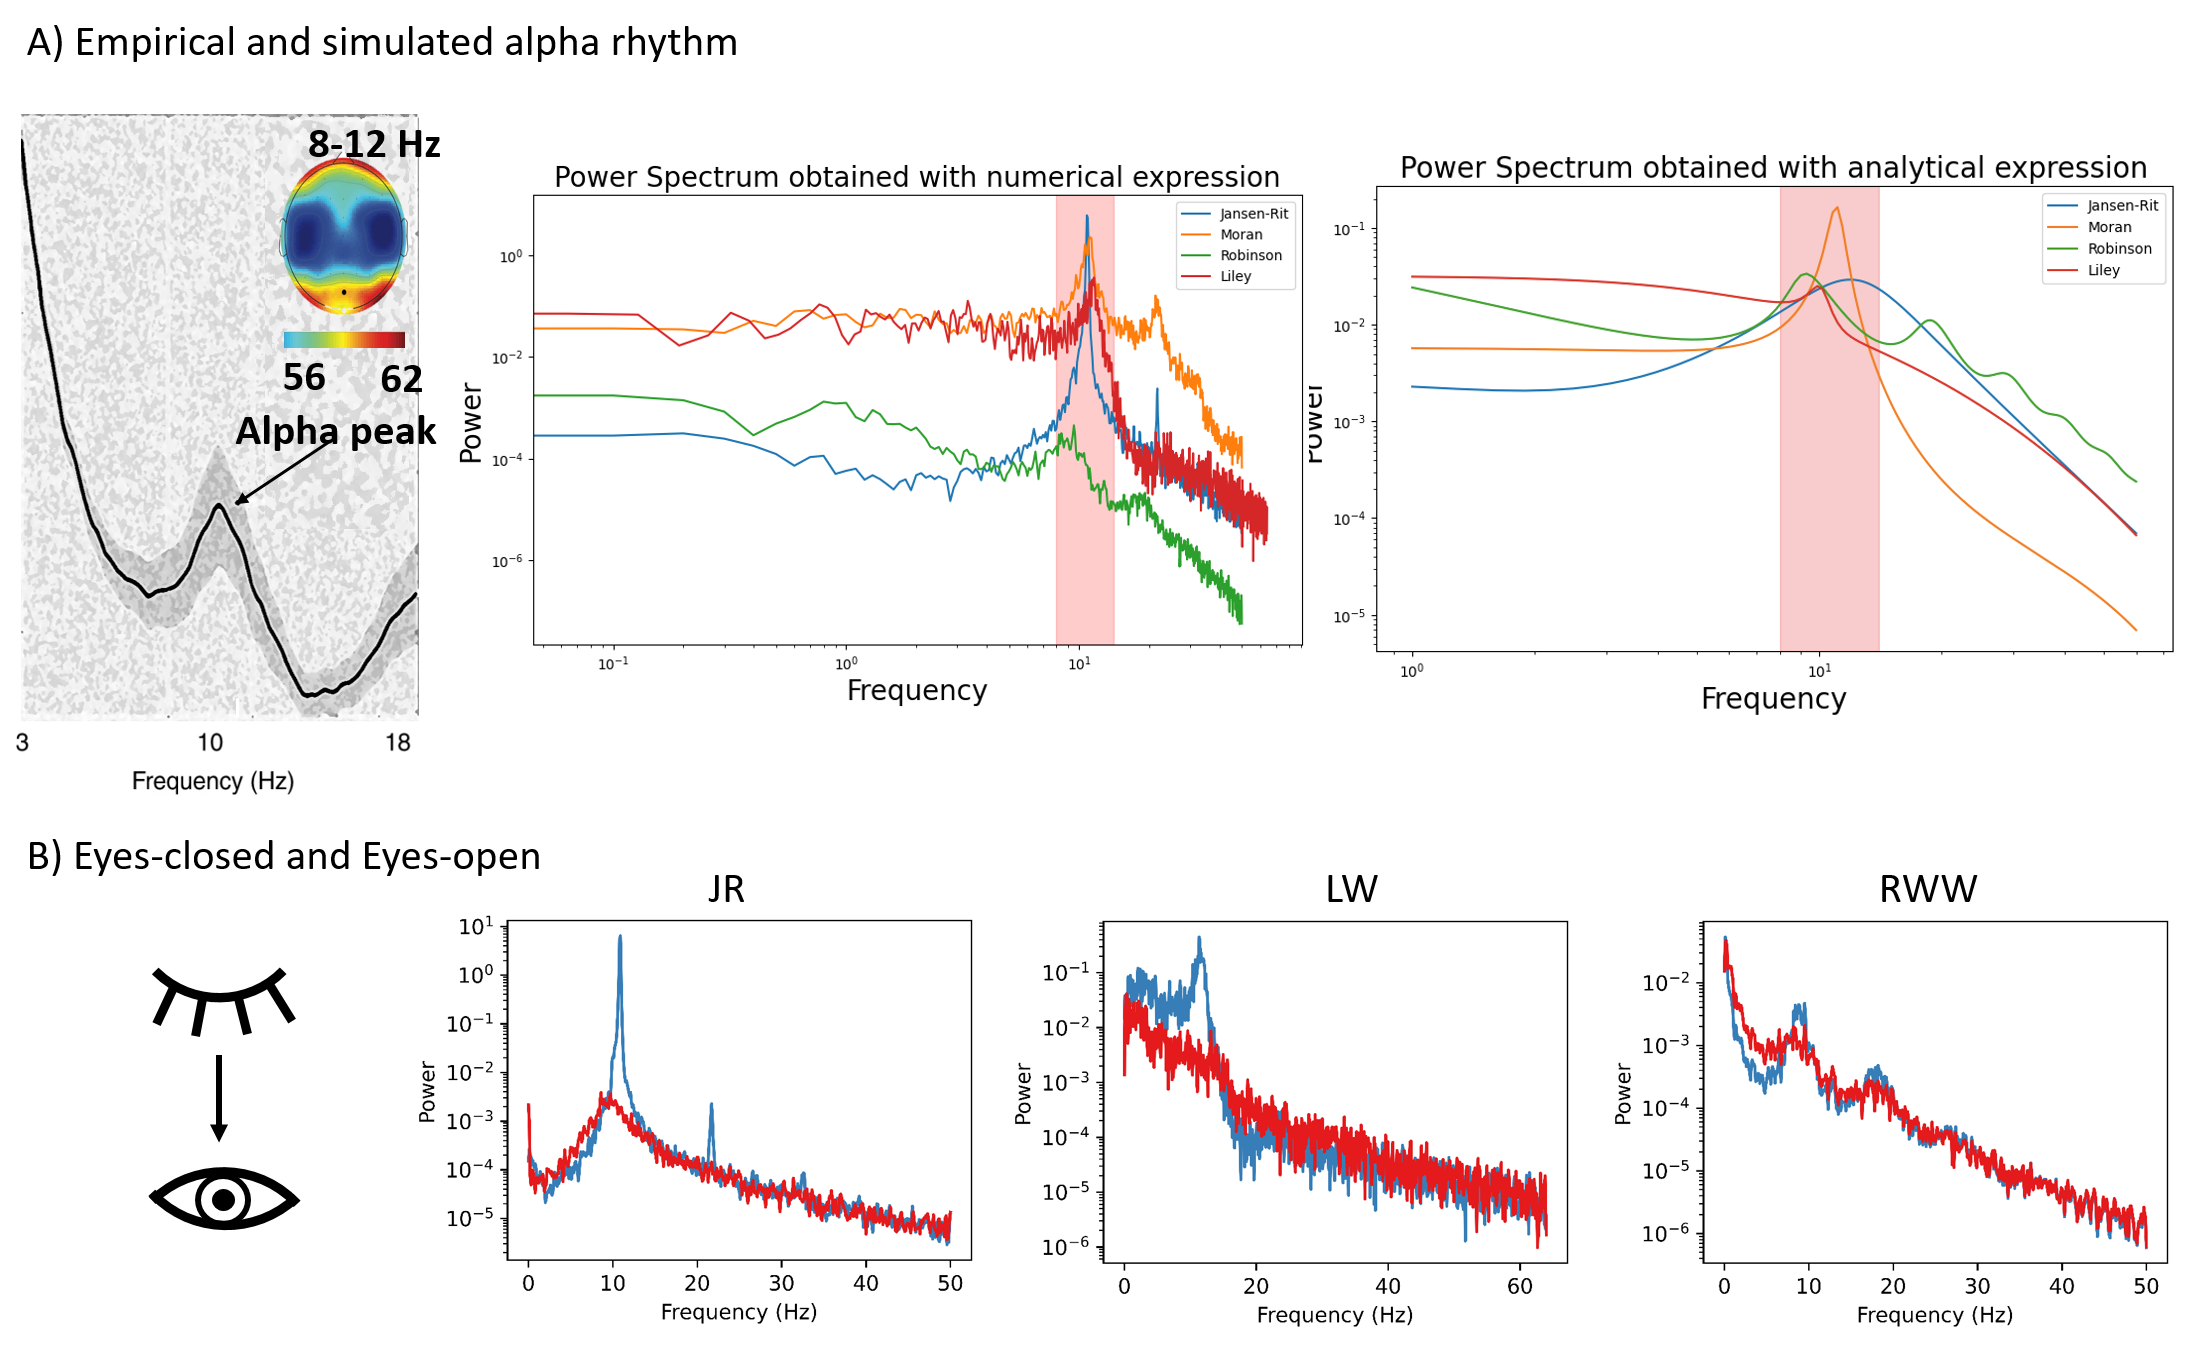 A) Empirical and simulated alpha rhythm
8-12 Hz
56 62
Alpha peak
3 10 18
Frequency (Hz)
Power Spectrum obtained with numerical expression
Jansen-Rit
Moran
Robinson
Liley
10⁰
10⁻²
10⁻⁴
10⁻⁶
Power
10⁻¹ 10⁰ 10¹
Frequency
Power Spectrum obtained with analytical expression
Jansen-Rit
Moran
Robinson
Liley
10⁻¹
10⁻²
10⁻³
10⁻⁴
10⁻⁵
Power
10⁰ 10¹
Frequency
B) Eyes-closed and Eyes-open
JR
10¹
10⁰
10⁻¹
10⁻²
10⁻³
10⁻⁴
10⁻⁵
Power
0 10 20 30 40 50
Frequency (Hz)
LW
10⁻¹
10⁻²
10⁻³
10⁻⁴
10⁻⁵
10⁻⁶
Power
0 20 40 60
Frequency (Hz)
RWW
10⁻²
10⁻³
10⁻⁴
10⁻⁵
10⁻⁶
Power
0 10 20 30 40 50
Frequency (Hz)